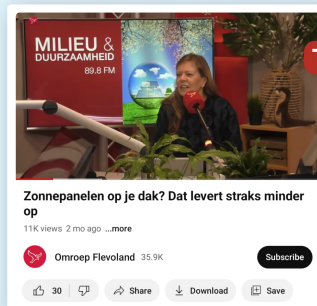 MILIEU &
DUURZAAMHEID
89.8 FM
Zonnepanelen op je dak? Dat levert straks minder
op
11K views 2 mo ago ...more
Omroep Flevoland 35.9K Subscribe
30 Share Download Save